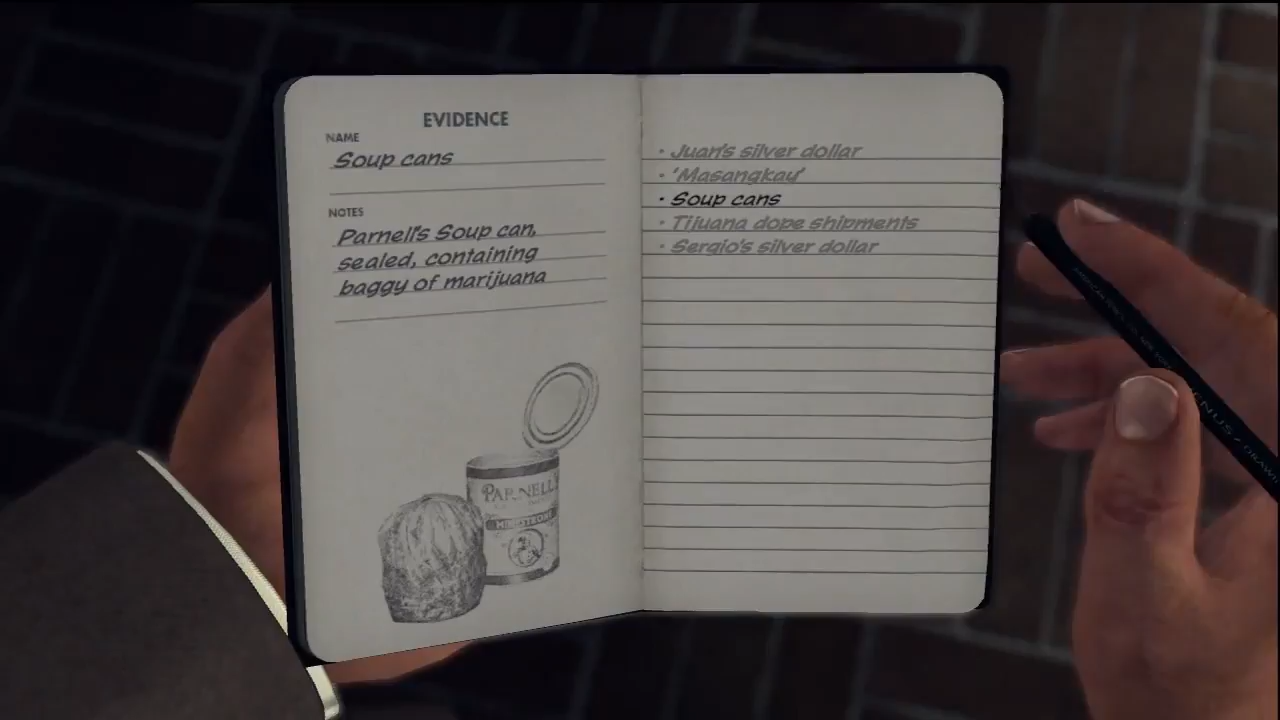 EVIDENCE
NAME
Soup cans
NOTES
Parnell's Soup can,
sealed, containing
baggy of marijuana
PARNELL'S
MINESTRONE
• Juan's silver dollar
• 'Masangkay'
• Soup cans
• Tijuana dope shipments
• Sergio's silver dollar